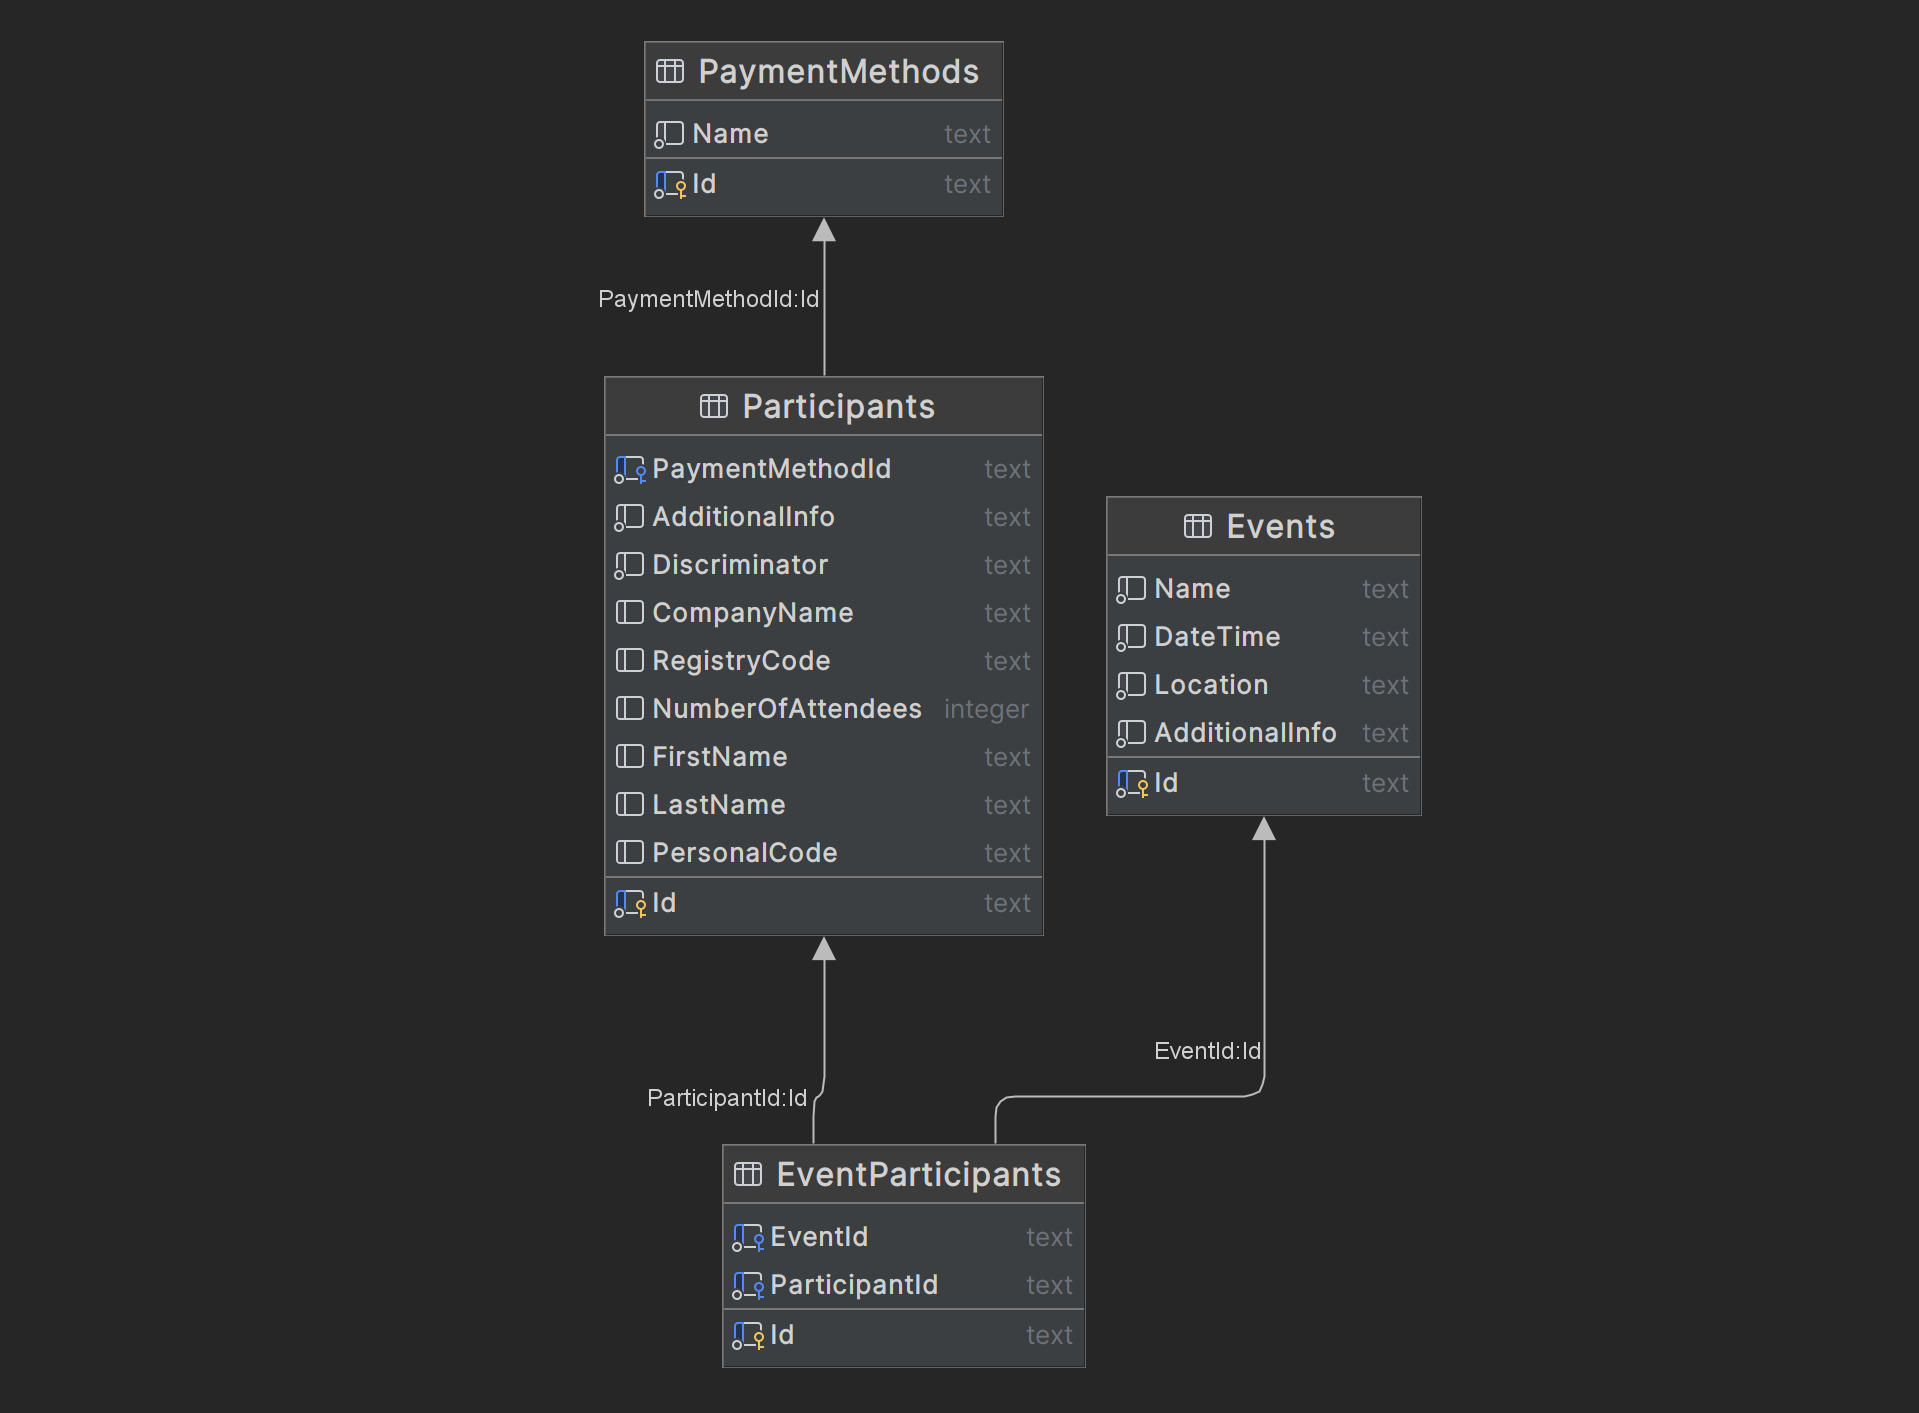 PaymentMethods
Name text
Id text
PaymentMethodId:Id
Participants
PaymentMethodId text
AdditionalInfo text
Discriminator text
CompanyName text
RegistryCode text
NumberOfAttendees integer
FirstName text
LastName text
PersonalCode text
Id text
Events
Name text
DateTime text
Location text
AdditionalInfo text
Id text
EventId:Id
ParticipantId:Id
EventParticipants
EventId text
ParticipantId text
Id text